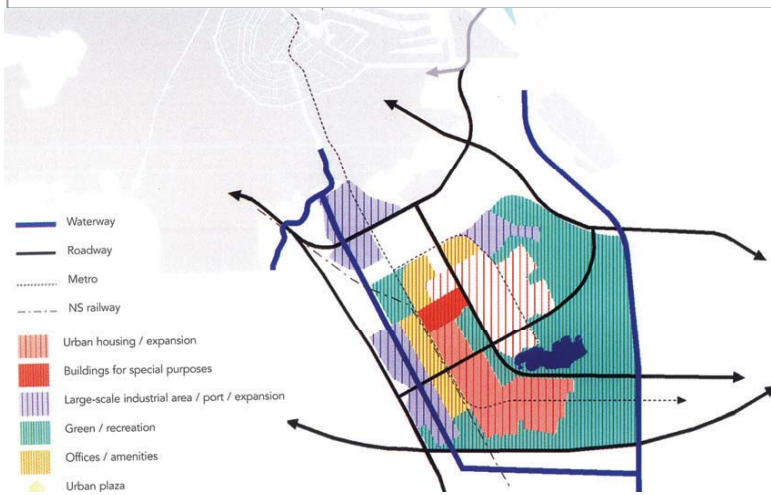 Waterway
Roadway
Metro
NS railway
Urban housing / expansion
Buildings for special purposes
Large-scale industrial area / port / expansion
Green / recreation
Offices / amenities
Urban plaza